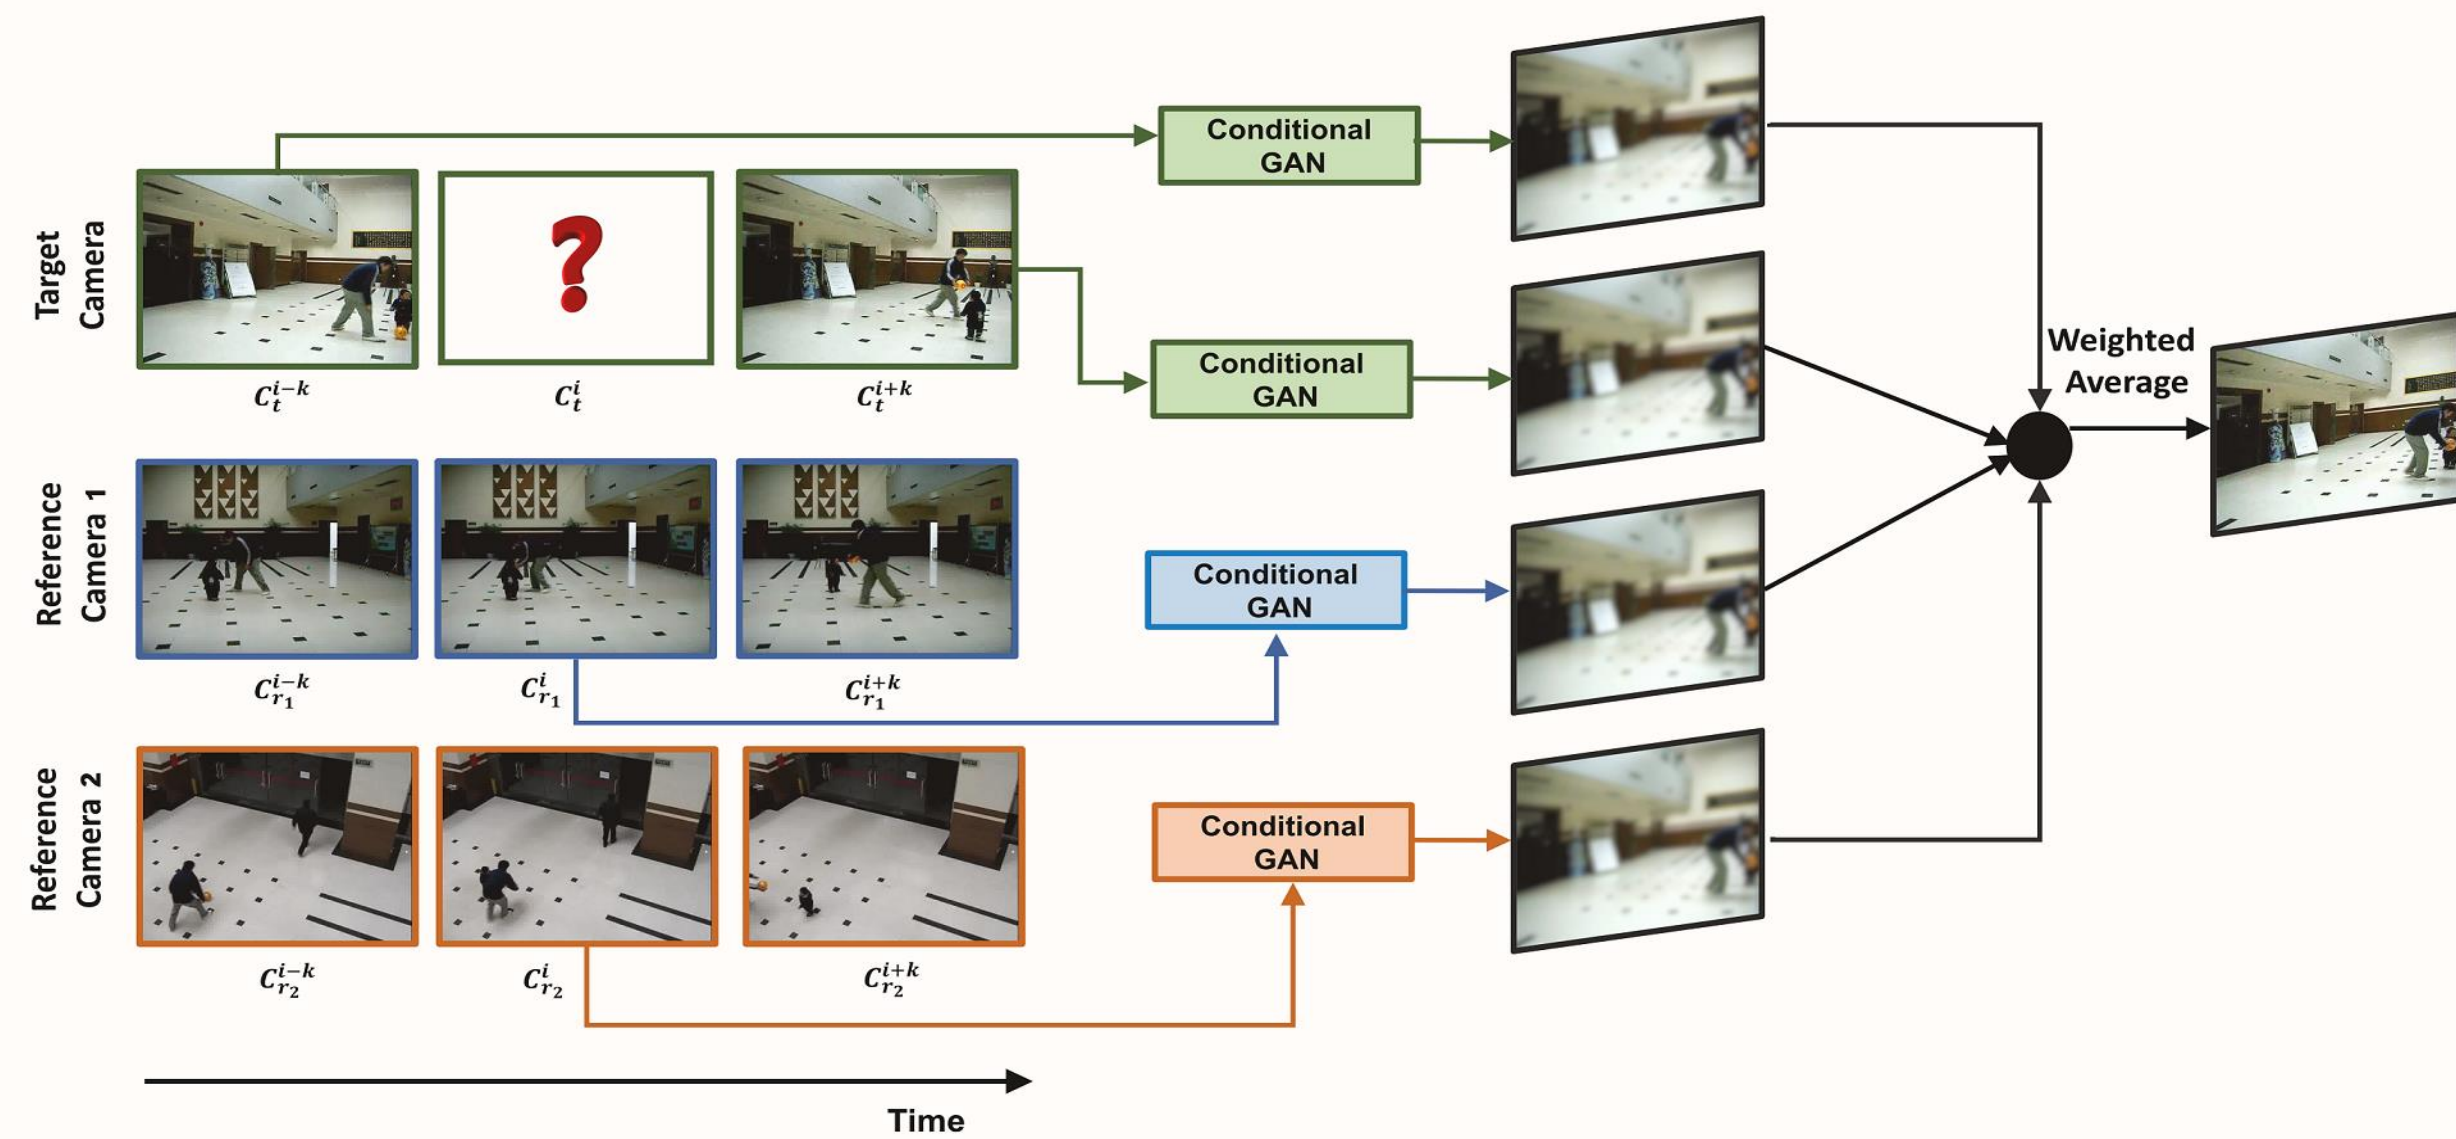 Target
Camera
?
C_t^{i-k}
C_t^i
C_t^{i+k}
Conditional
GAN
Conditional
GAN
Reference
Camera 1
C_{r_1}^{i-k}
C_{r_1}^i
C_{r_1}^{i+k}
Conditional
GAN
Reference
Camera 2
C_{r_2}^{i-k}
C_{r_2}^i
C_{r_2}^{i+k}
Conditional
GAN
Weighted
Average
Time